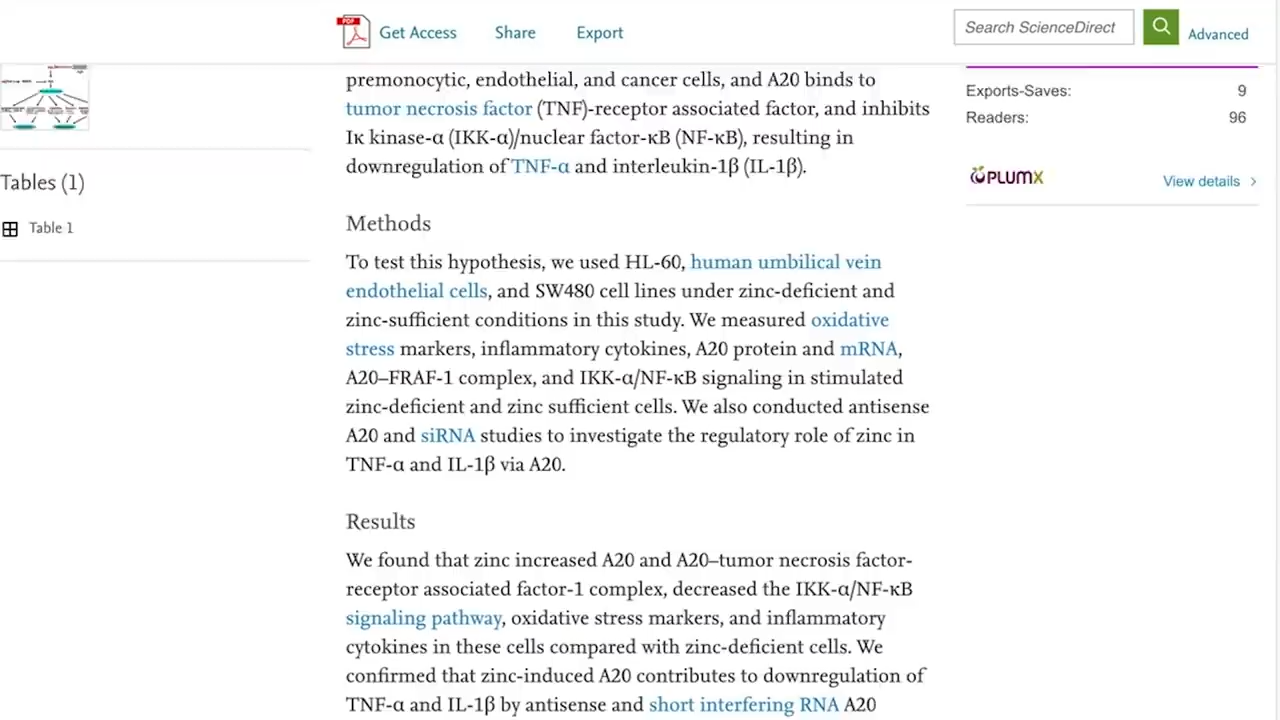 PDF
Get Access
Share
Export
Search ScienceDirect
Advanced
Tables (1)
Table 1
premonocytic, endothelial, and cancer cells, and A20 binds to
tumor necrosis factor (TNF)-receptor associated factor, and inhibits
Iκ kinase-α (IKK-α)/nuclear factor-κB (NF-κB), resulting in
downregulation of TNF-α and interleukin-1β (IL-1β).
Methods
To test this hypothesis, we used HL-60, human umbilical vein
endothelial cells, and SW480 cell lines under zinc-deficient and
zinc-sufficient conditions in this study. We measured oxidative
stress markers, inflammatory cytokines, A20 protein and mRNA,
A20–FRAF-1 complex, and IKK-α/NF-κB signaling in stimulated
zinc-deficient and zinc sufficient cells. We also conducted antisense
A20 and siRNA studies to investigate the regulatory role of zinc in
TNF-α and IL-1β via A20.
Results
We found that zinc increased A20 and A20–tumor necrosis factor-
receptor associated factor-1 complex, decreased the IKK-α/NF-κB
signaling pathway, oxidative stress markers, and inflammatory
cytokines in these cells compared with zinc-deficient cells. We
confirmed that zinc-induced A20 contributes to downregulation of
TNF-α and IL-1β by antisense and short interfering RNA A20
Exports-Saves: 9
Readers: 96
PLUMX
View details